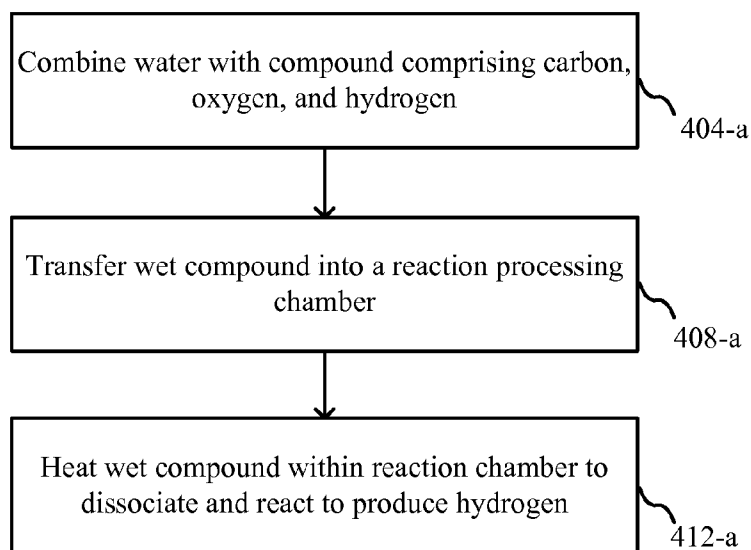 Combine water with compound comprising carbon,
oxygen, and hydrogen
404-a
Transfer wet compound into a reaction processing
chamber
408-a
Heat wet compound within reaction chamber to
dissociate and react to produce hydrogen
412-a